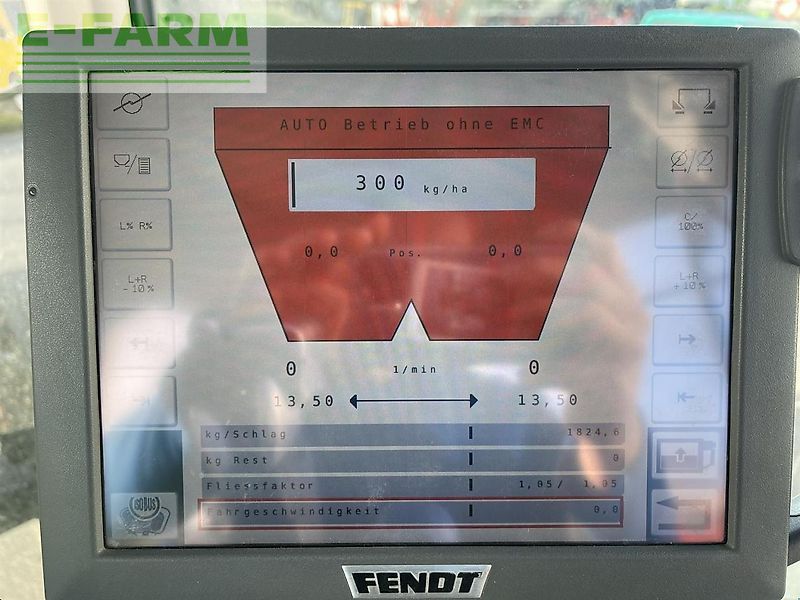 E-FARM
AUTO Betrieb ohne EMC
300 kg/ha
0,0 Pos. 0,0
0 1/min 0
13,50 13,50
L% R%
L+R
-10%
C/
100%
L+R
+10%
kg/Schlag 1824,6
kg Rest 0
Fliessfaktor 1,05/ 1,05
Fahrgeschwindigkeit 0,0
ISOBUS
FENDT